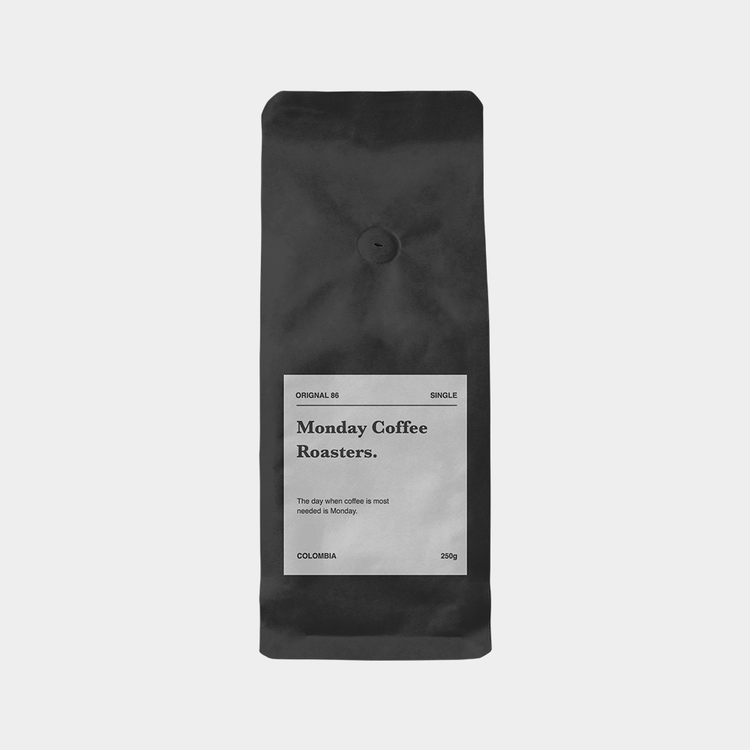 ORIGNAL 86 SINGLE
Monday Coffee
Roasters.
The day when coffee is most
needed is Monday.
COLOMBIA 250g